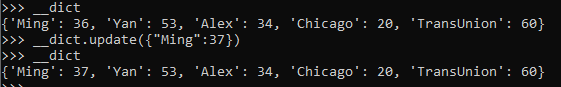 >>> __dict
{'Ming': 36, 'Yan': 53, 'Alex': 34, 'Chicago': 20, 'TransUnion': 60}
>>> __dict.update({"Ming":37})
>>> __dict
{'Ming': 37, 'Yan': 53, 'Alex': 34, 'Chicago': 20, 'TransUnion': 60}
>>>